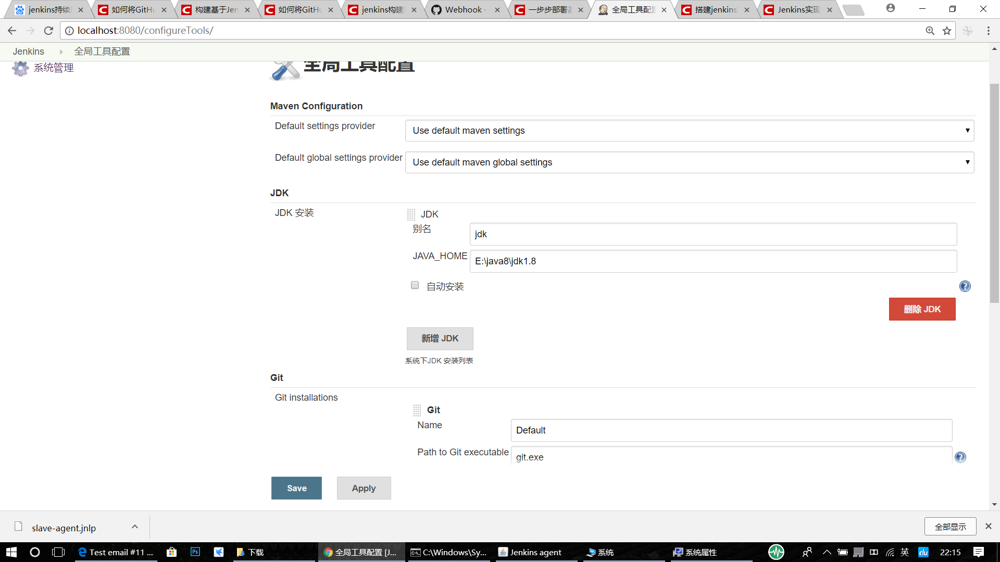 jenkins持续
如何将GitHu
构建基于Jen
如何将GitHu
jenkins构建
Webhook ·
一步步部署
全局工具配置
搭建jenkins
Jenkins实现
localhost:8080/configureTools/
Jenkins
全局工具配置
系统管理
全局工具配置
Maven Configuration
Default settings provider
Use default maven settings
Default global settings provider
Use default maven global settings
JDK
JDK 安装
JDK
别名
jdk
JAVA_HOME
E:\java8\jdk1.8
自动安装
删除 JDK
新增 JDK
系统下JDK 安装列表
Git
Git installations
Git
Name
Default
Path to Git executable
git.exe
Save
Apply
slave-agent.jnlp
全部显示
Test email #11 ...
Ps
下载
全局工具配置 [J...
C:\Windows\Sy...
Jenkins agent
系统
系统属性
英
du
22:15